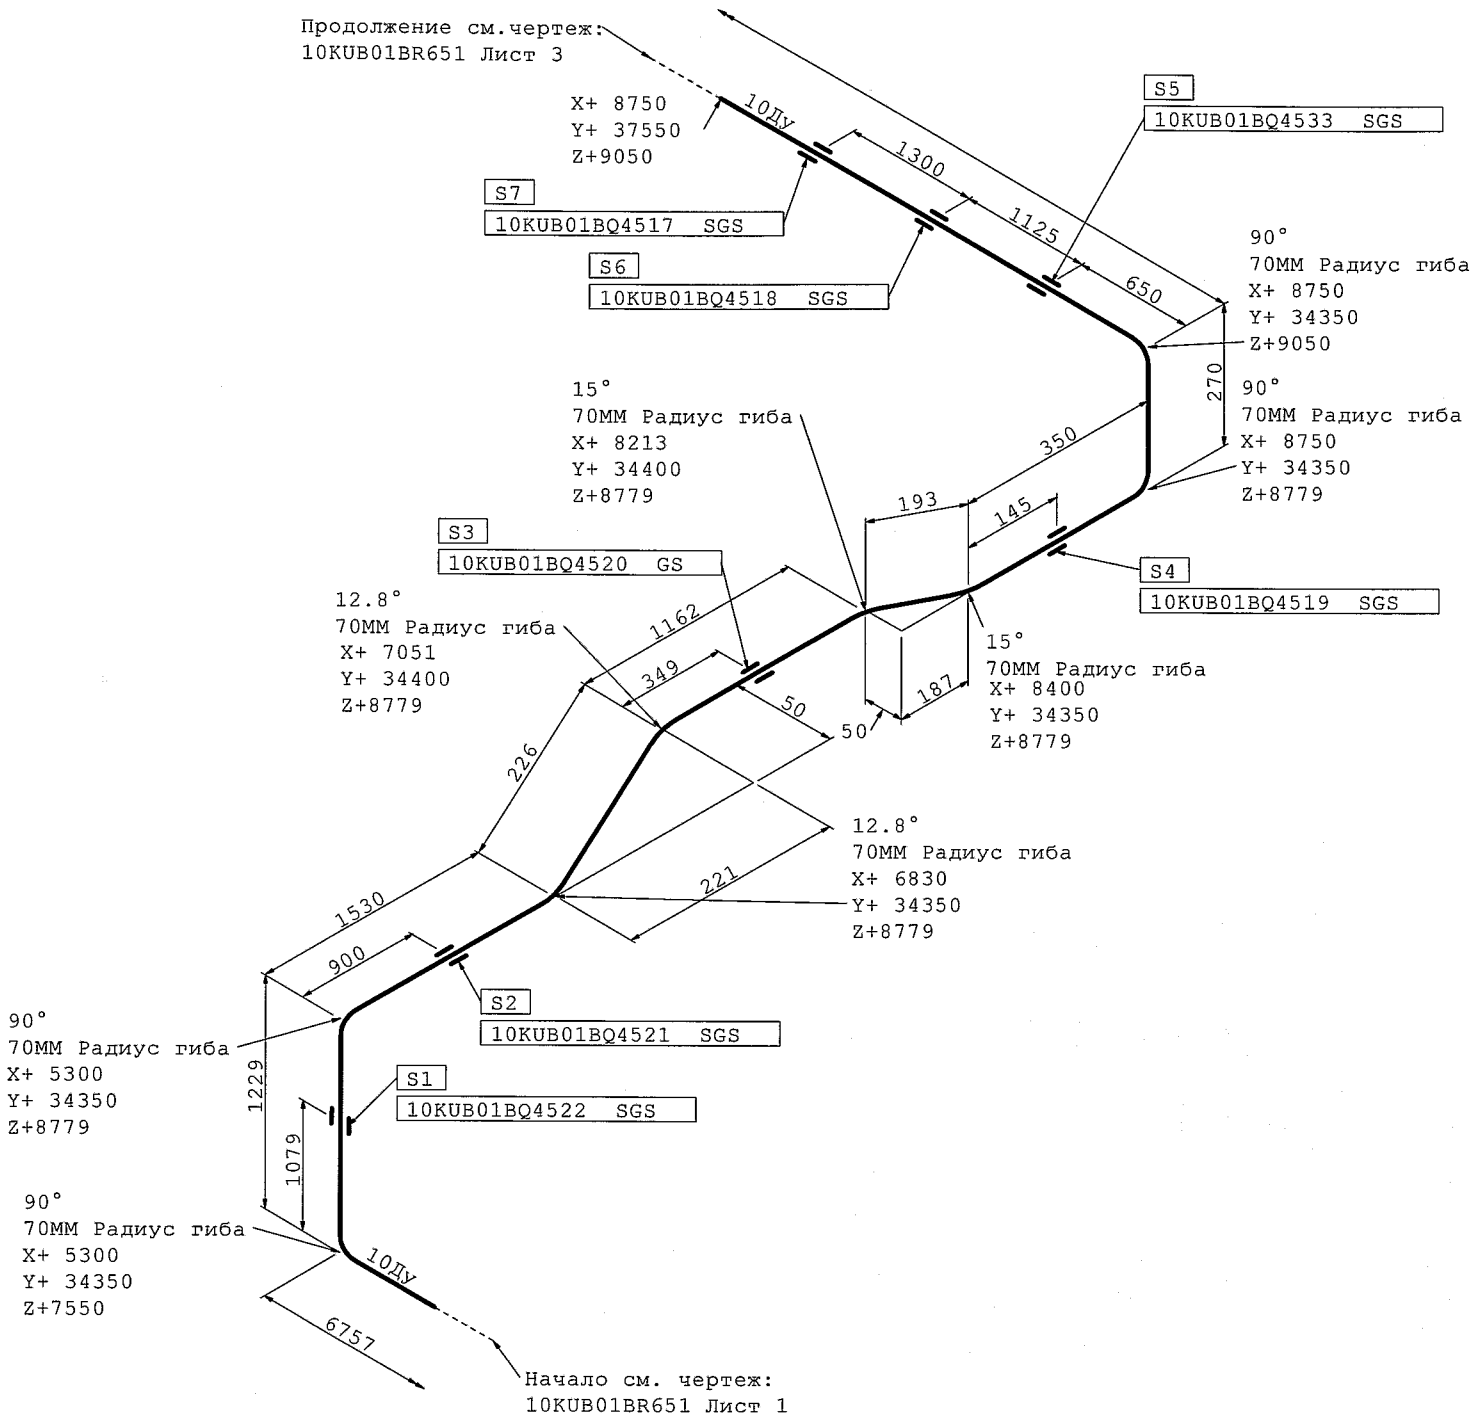 Продолжение см.чертеж:
10KUB01BR651 Лист 3
X+ 8750
Y+ 37550
Z+9050
10ДУ
S5
10KUB01BQ4533 SGS
1300
S7
10KUB01BQ4517 SGS
1125
S6
10KUB01BQ4518 SGS
650
90°
70ММ Радиус гиба
X+ 8750
Y+ 34350
Z+9050
270
90°
70ММ Радиус гиба
X+ 8750
Y+ 34350
Z+8779
15°
70ММ Радиус гиба
X+ 8213
Y+ 34400
Z+8779
350
193
145
S3
10KUB01BQ4520 GS
S4
10KUB01BQ4519 SGS
12.8°
70ММ Радиус гиба
X+ 7051
Y+ 34400
Z+8779
1162
349
15°
70ММ Радиус гиба
X+ 8400
Y+ 34350
Z+8779
187
50
50
226
12.8°
70ММ Радиус гиба
X+ 6830
Y+ 34350
Z+8779
221
1530
900
S2
10KUB01BQ4521 SGS
90°
70ММ Радиус гиба
X+ 5300
Y+ 34350
Z+8779
1229
S1
10KUB01BQ4522 SGS
1079
90°
70ММ Радиус гиба
X+ 5300
Y+ 34350
Z+7550
10ДУ
6757
Начало см. чертеж:
10KUB01BR651 Лист 1